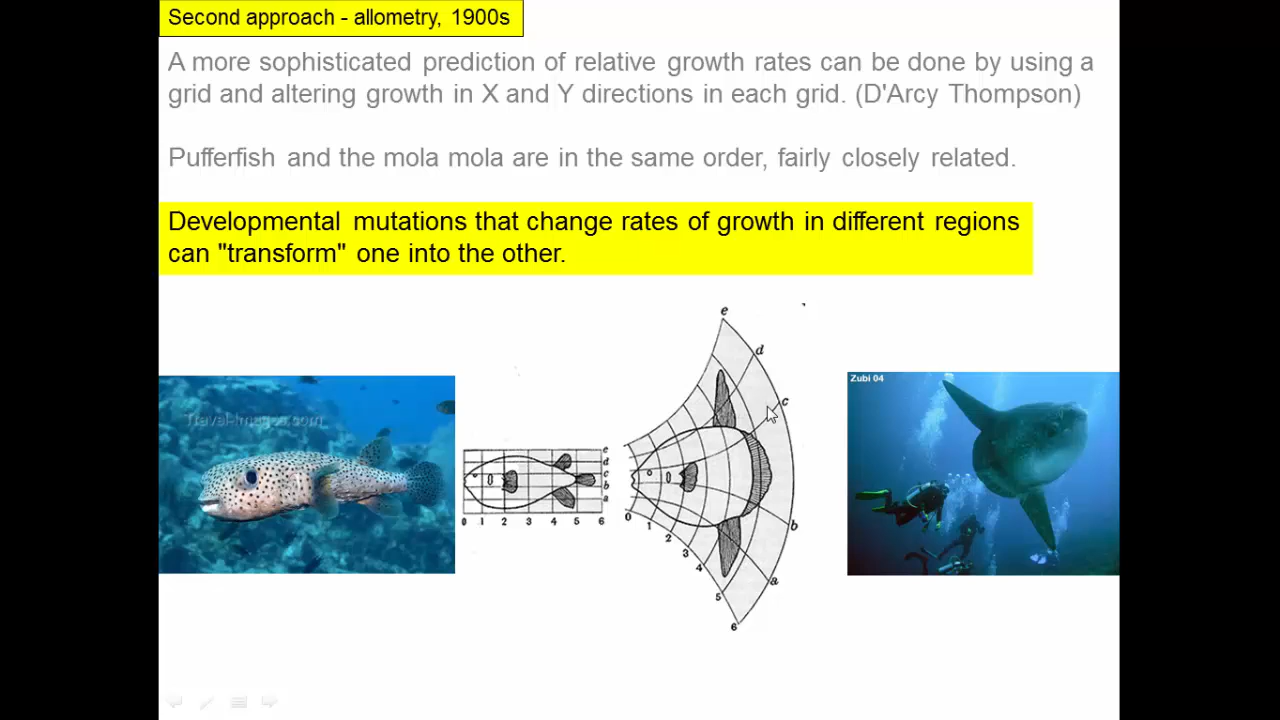 Second approach - allometry, 1900s
A more sophisticated prediction of relative growth rates can be done by using a
grid and altering growth in X and Y directions in each grid. (D'Arcy Thompson)
Pufferfish and the mola mola are in the same order, fairly closely related.
Developmental mutations that change rates of growth in different regions
can "transform" one into the other.
Travel-Images.com
e
d
c
b
a
0 1 2 3 4 5 6
e
d
c
b
a
0
1
2
3
4
5
6
Zubi 04